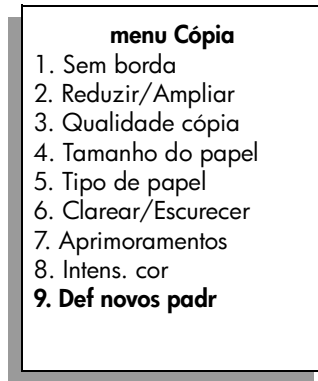 menu Cópia
1. Sem borda
2. Reduzir/Ampliar
3. Qualidade cópia
4. Tamanho do papel
5. Tipo de papel
6. Clarear/Escurecer
7. Aprimoramentos
8. Intens. cor
9. Def novos padr